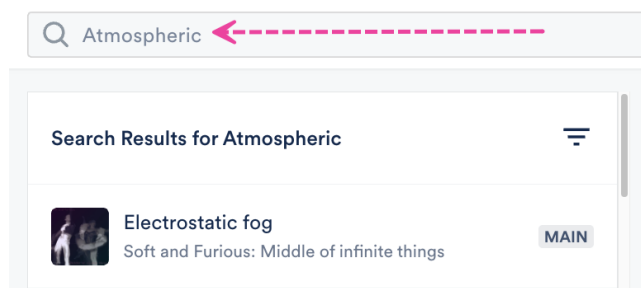 Atmospheric
Search Results for Atmospheric
Electrostatic fog
Soft and Furious: Middle of infinite things
MAIN